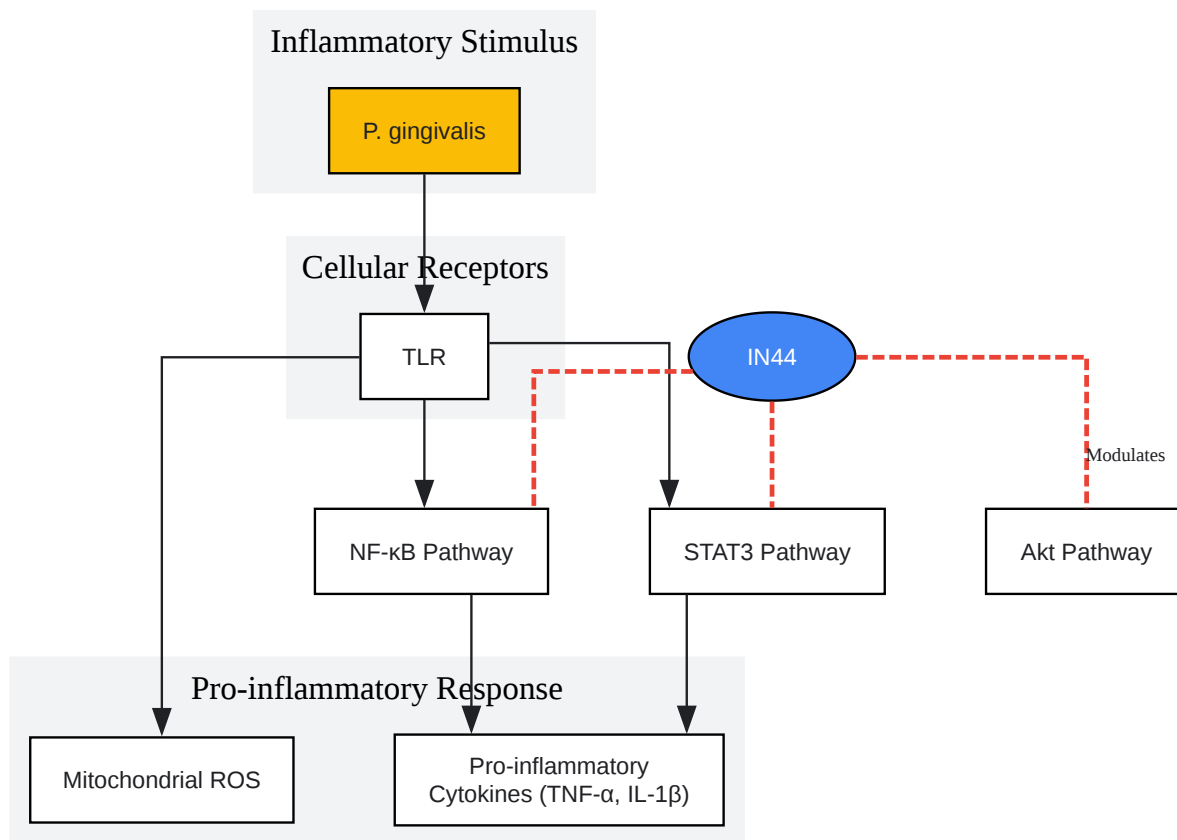 Inflammatory Stimulus
P. gingivalis
Cellular Receptors
TLR
IN44
Modulates
NF-κB Pathway
STAT3 Pathway
Akt Pathway
Pro-inflammatory Response
Mitochondrial ROS
Pro-inflammatory
Cytokines (TNF-α, IL-1β)